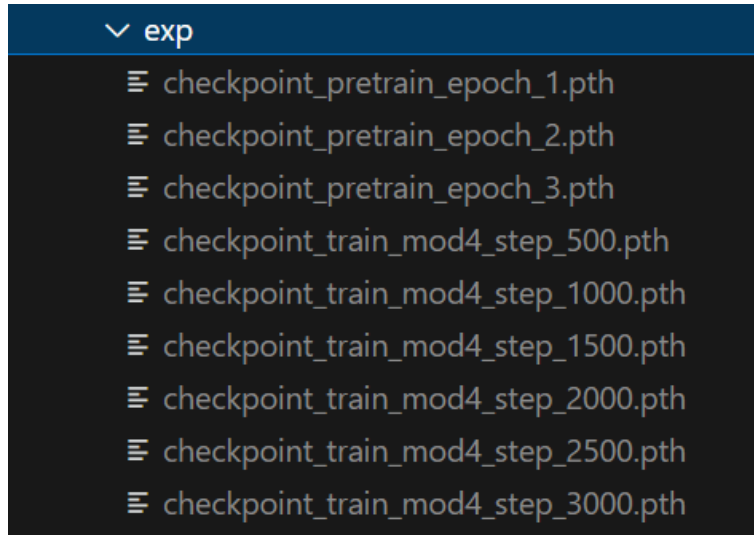 exp
checkpoint_pretrain_epoch_1.pth
checkpoint_pretrain_epoch_2.pth
checkpoint_pretrain_epoch_3.pth
checkpoint_train_mod4_step_500.pth
checkpoint_train_mod4_step_1000.pth
checkpoint_train_mod4_step_1500.pth
checkpoint_train_mod4_step_2000.pth
checkpoint_train_mod4_step_2500.pth
checkpoint_train_mod4_step_3000.pth